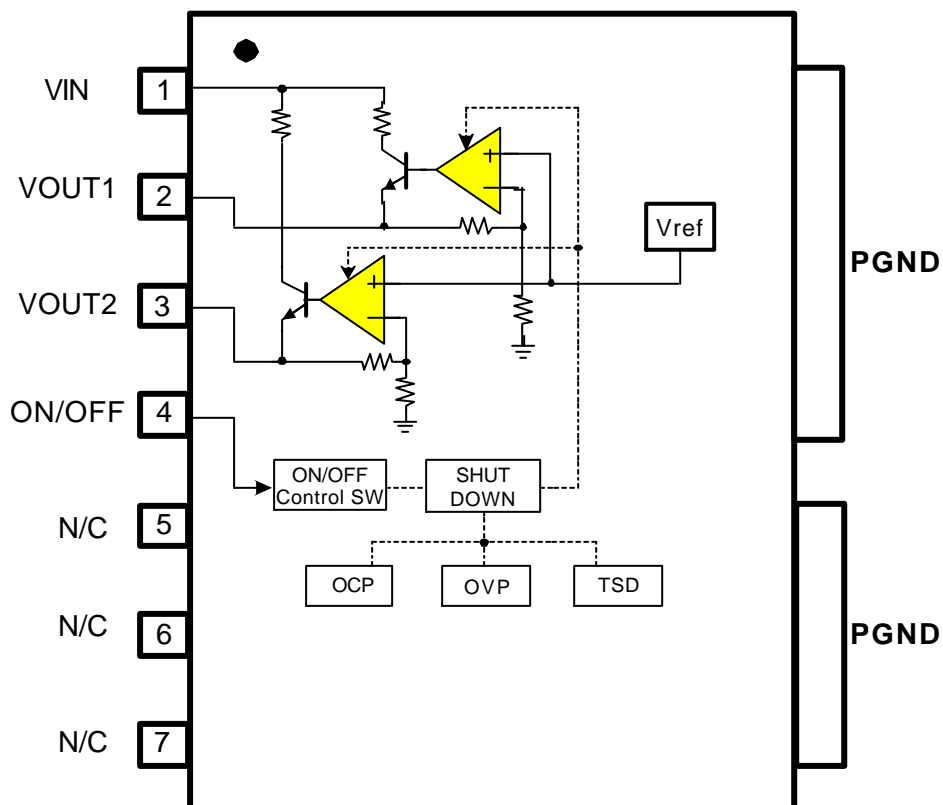 VIN
1
VOUT1
2
VOUT2
3
ON/OFF
4
N/C
5
N/C
6
N/C
7
+
−
Vref
+
−
ON/OFF
Control SW
SHUT
DOWN
OCP
OVP
TSD
PGND
PGND